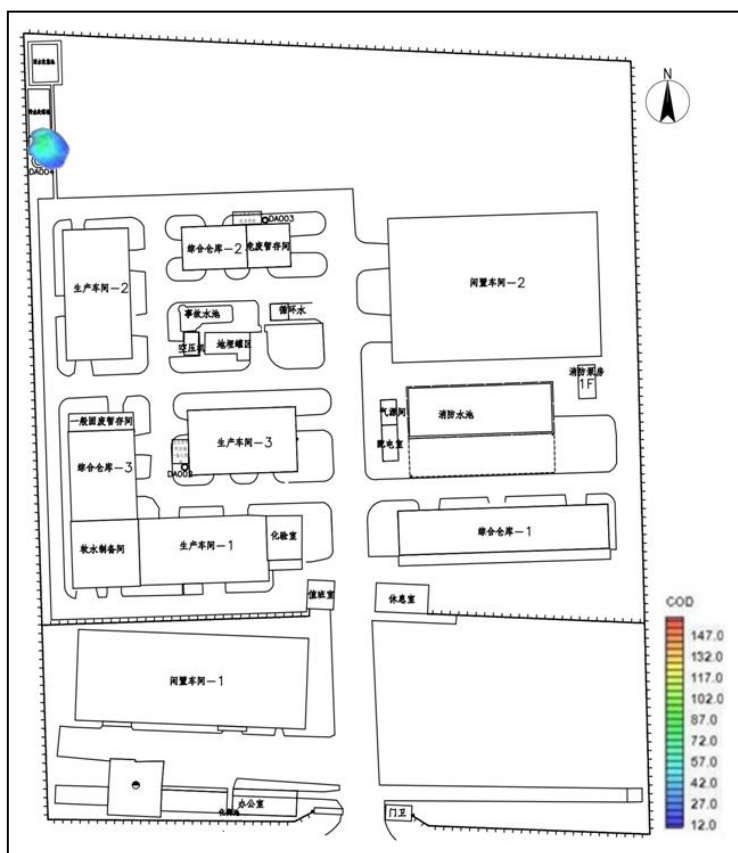 N
DA004
DA003
综合仓库-2
危废暂存间
生产车间-2
闲置车间-2
事故水池
循环水
空压机
地埋罐区
消防泵房
1F
气源间
消防水池
配电室
一般固废暂存间
生产车间-3
综合仓库-3
DA002
综合仓库-1
软水制备间
生产车间-1
化验室
值班室
休息室
COD
147.0
132.0
117.0
102.0
87.0
72.0
57.0
42.0
27.0
12.0
闲置车间-1
办公室
化粪池
门卫